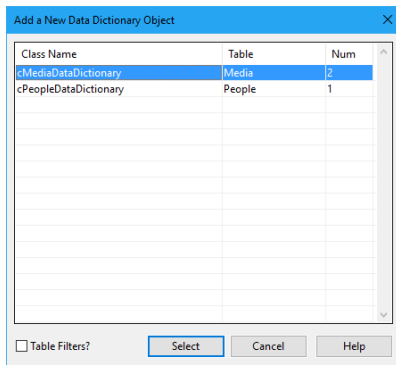 Add a New Data Dictionary Object
Class Name Table Num
cMediaDataDictionary Media 2
cPeopleDataDictionary People 1
Table Filters? Select Cancel Help